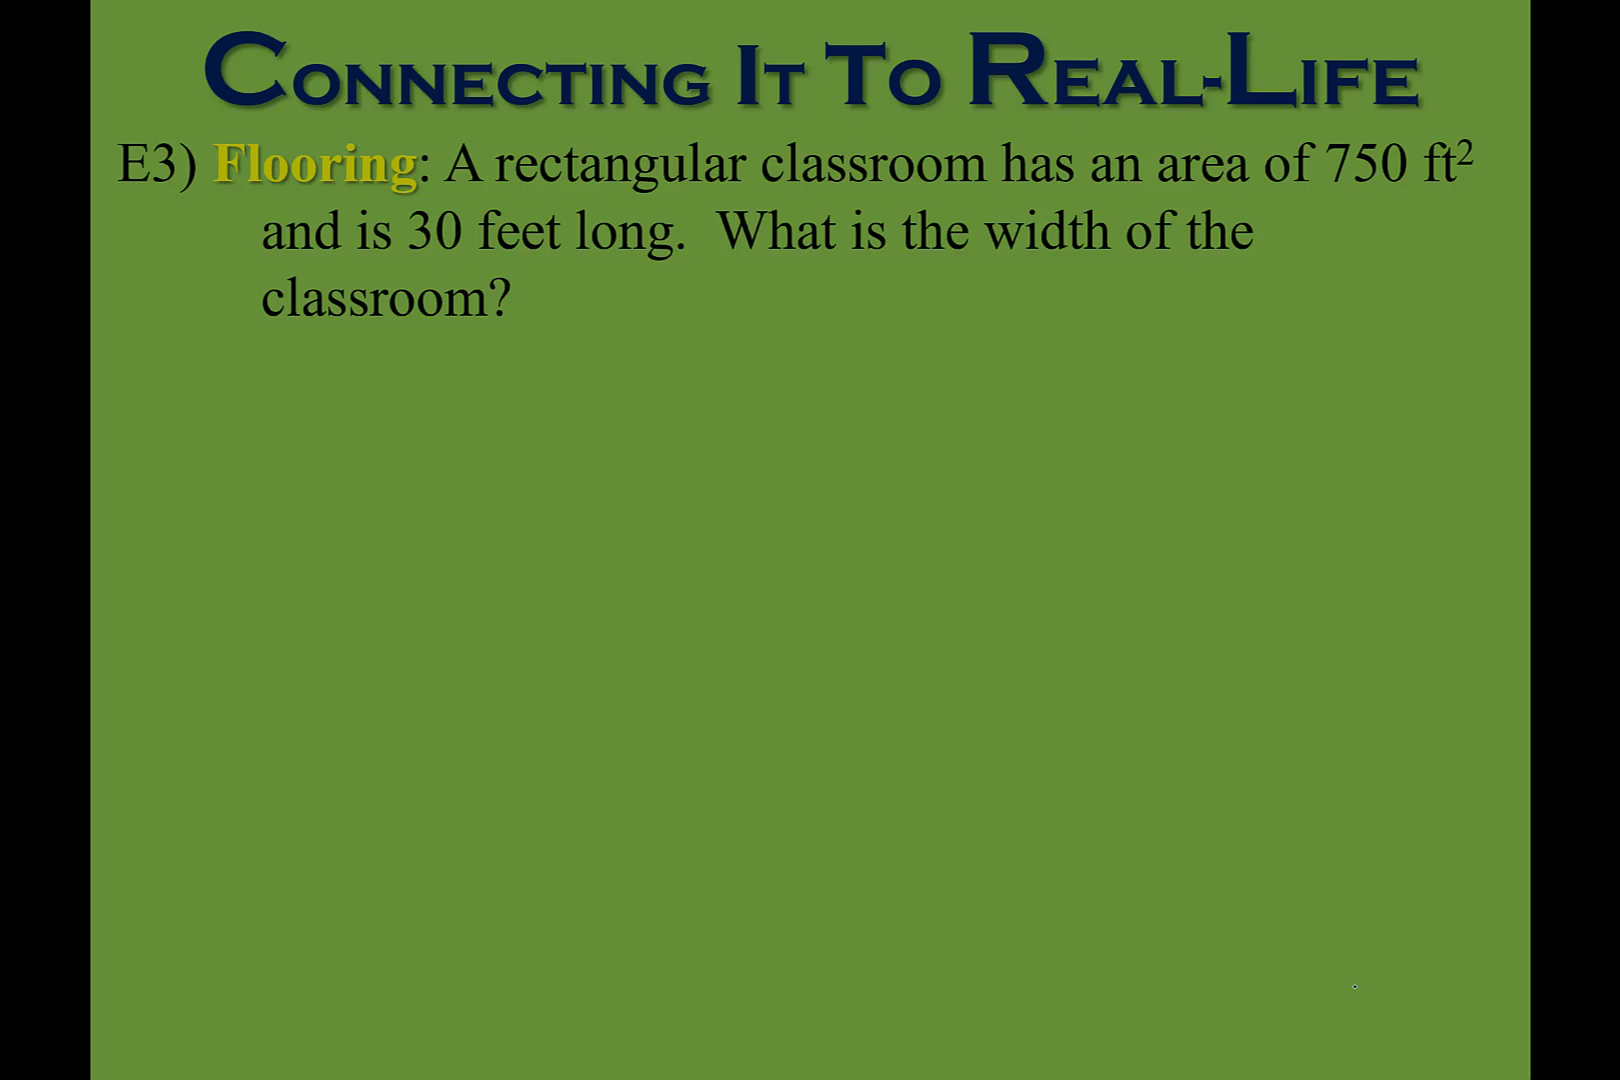 Connecting It To Real-Life
E3) Flooring: A rectangular classroom has an area of 750 ft²
and is 30 feet long. What is the width of the
classroom?